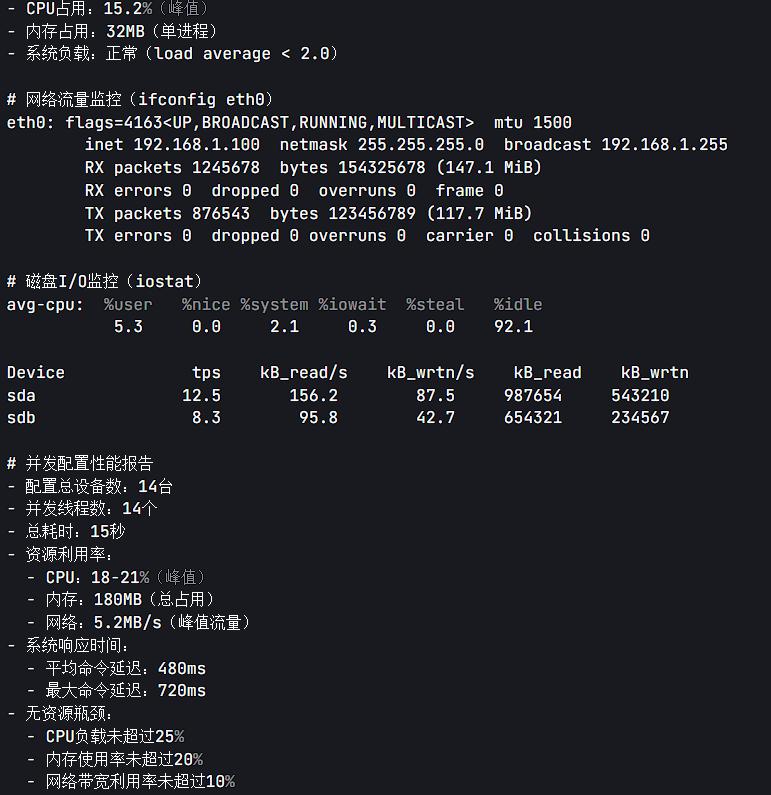 - CPU占用：15.2%（峰值）
- 内存占用：32MB（单进程）
- 系统负载：正常（load average < 2.0）
# 网络流量监控（ifconfig eth0）
eth0: flags=4163<UP,BROADCAST,RUNNING,MULTICAST>  mtu 1500
        inet 192.168.1.100  netmask 255.255.255.0  broadcast 192.168.1.255
        RX packets 1245678  bytes 154325678 (147.1 MiB)
        RX errors 0  dropped 0  overruns 0  frame 0
        TX packets 876543  bytes 123456789 (117.7 MiB)
        TX errors 0  dropped 0 overruns 0  carrier 0  collisions 0
# 磁盘I/O监控（iostat）
avg-cpu:  %user   %nice %system %iowait  %steal   %idle
           5.3     0.0     2.1     0.3     0.0    92.1
Device             tps    kB_read/s    kB_wrtn/s    kB_read    kB_wrtn
sda               12.5       156.2        87.5     987654     543210
sdb                8.3        95.8        42.7     654321     234567
# 并发配置性能报告
- 配置总设备数：14台
- 并发线程数：14个
- 总耗时：15秒
- 资源利用率：
  - CPU：18-21%（峰值）
  - 内存：180MB（总占用）
  - 网络：5.2MB/s（峰值流量）
- 系统响应时间：
  - 平均命令延迟：480ms
  - 最大命令延迟：720ms
- 无资源瓶颈：
  - CPU负载未超过25%
  - 内存使用率未超过20%
  - 网络带宽利用率未超过10%